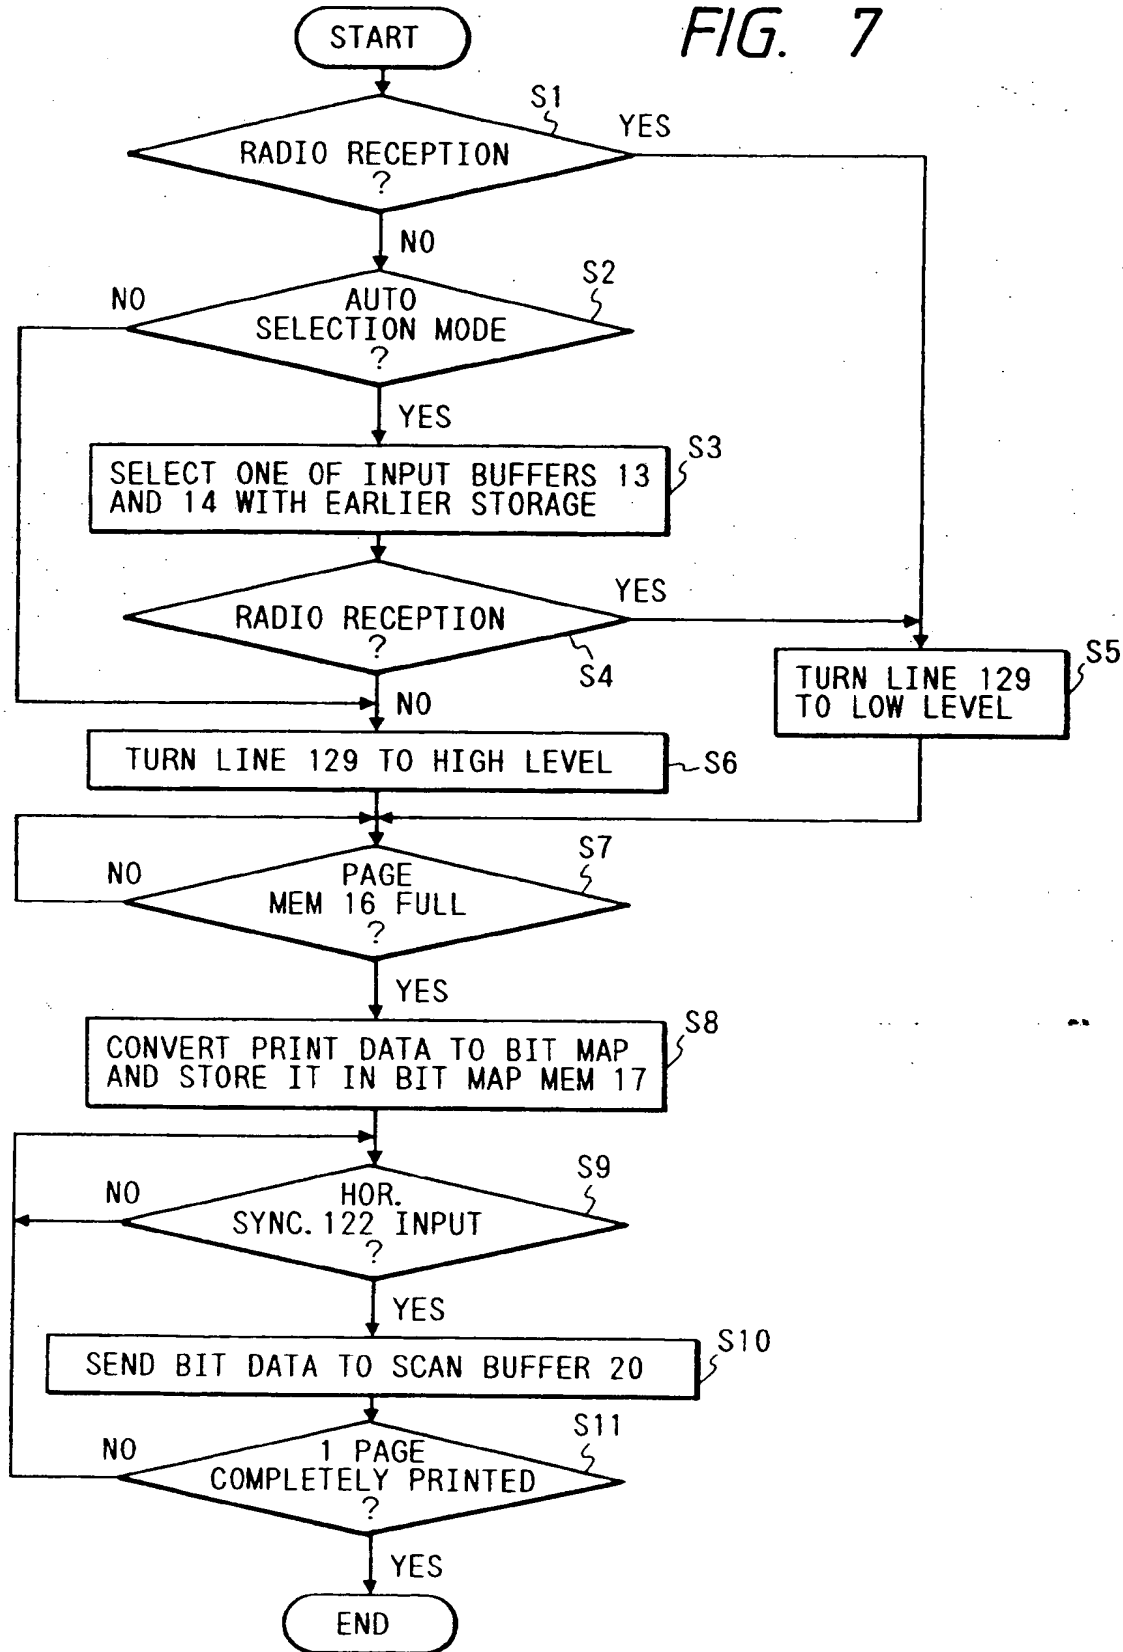 FIG. 7
START
S1
YES
RADIO RECEPTION
?
NO
S2
NO
AUTO
SELECTION MODE
?
YES
S3
SELECT ONE OF INPUT BUFFERS 13
AND 14 WITH EARLIER STORAGE
YES
RADIO RECEPTION
?
S4
NO
S5
TURN LINE 129
TO LOW LEVEL
TURN LINE 129 TO HIGH LEVEL
S6
S7
NO
PAGE
MEM 16 FULL
?
YES
S8
CONVERT PRINT DATA TO BIT MAP
AND STORE IT IN BIT MAP MEM 17
S9
NO
HOR.
SYNC. 122 INPUT
?
YES
S10
SEND BIT DATA TO SCAN BUFFER 20
S11
NO
1 PAGE
COMPLETELY PRINTED
?
YES
END